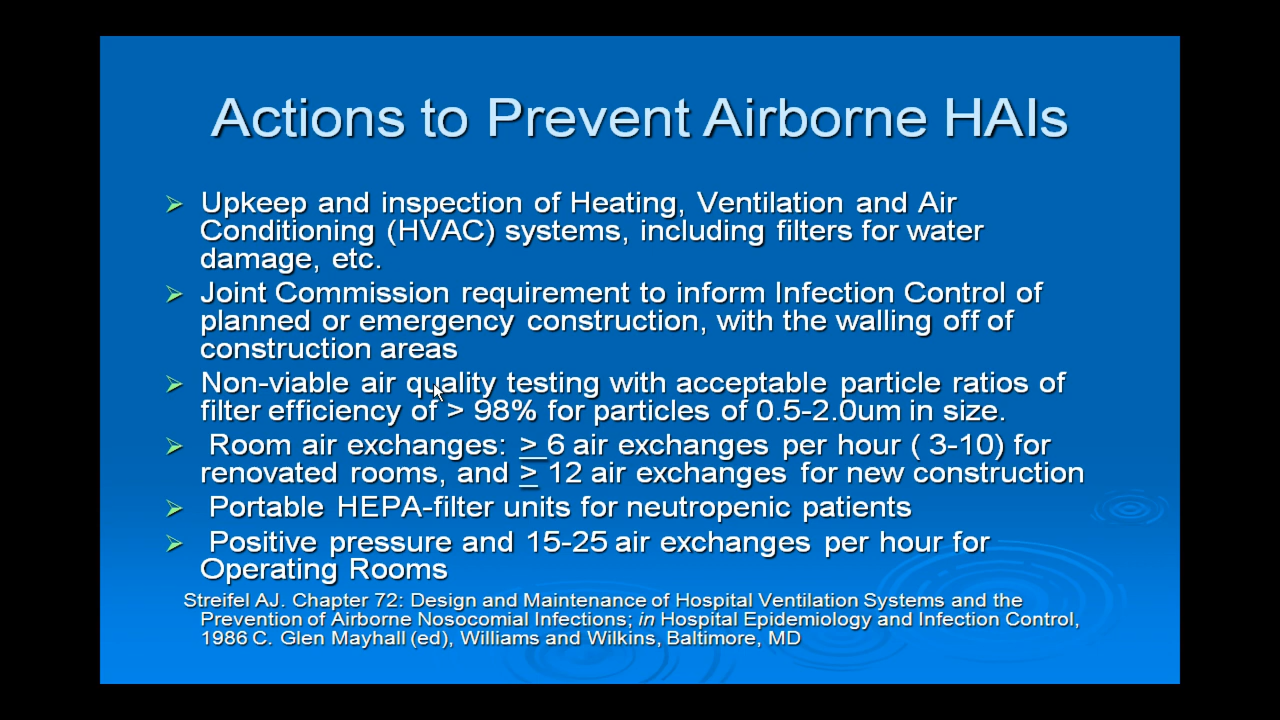 Actions to Prevent Airborne HAIs
Upkeep and inspection of Heating, Ventilation and Air
Conditioning (HVAC) systems, including filters for water
damage, etc.
Joint Commission requirement to inform Infection Control of
planned or emergency construction, with the walling off of
construction areas
Non-viable air quality testing with acceptable particle ratios of
filter efficiency of > 98% for particles of 0.5-2.0um in size.
Room air exchanges: > 6 air exchanges per hour ( 3-10) for
renovated rooms, and > 12 air exchanges for new construction
Portable HEPA-filter units for neutropenic patients
Positive pressure and 15-25 air exchanges per hour for
Operating Rooms
Streifel AJ. Chapter 72: Design and Maintenance of Hospital Ventilation Systems and the
Prevention of Airborne Nosocomial Infections; in Hospital Epidemiology and Infection Control,
1986 C. Glen Mayhall (ed), Williams and Wilkins, Baltimore, MD